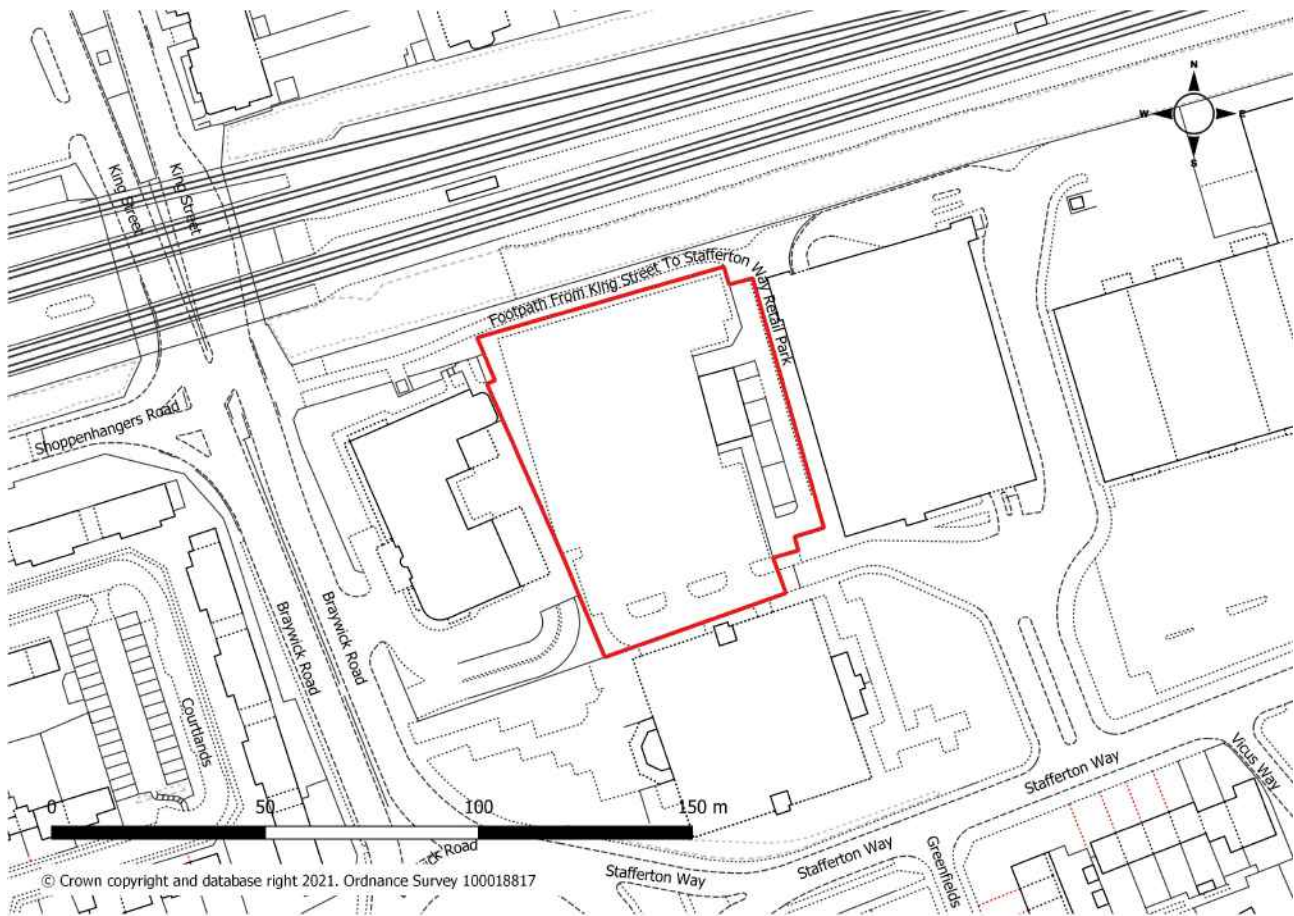 N
W
E
S
King Street
King Street
Footpath From King Street To Stafferton Way Retail Park
Shoppenhangers Road
Braywick Road
Braywick Road
Courtlands
Vicus Way
Stafferton Way
0
50
100
150 m
ck Road
Stafferton Way
Greenfields
Stafferton Way
© Crown copyright and database right 2021. Ordnance Survey 100018817